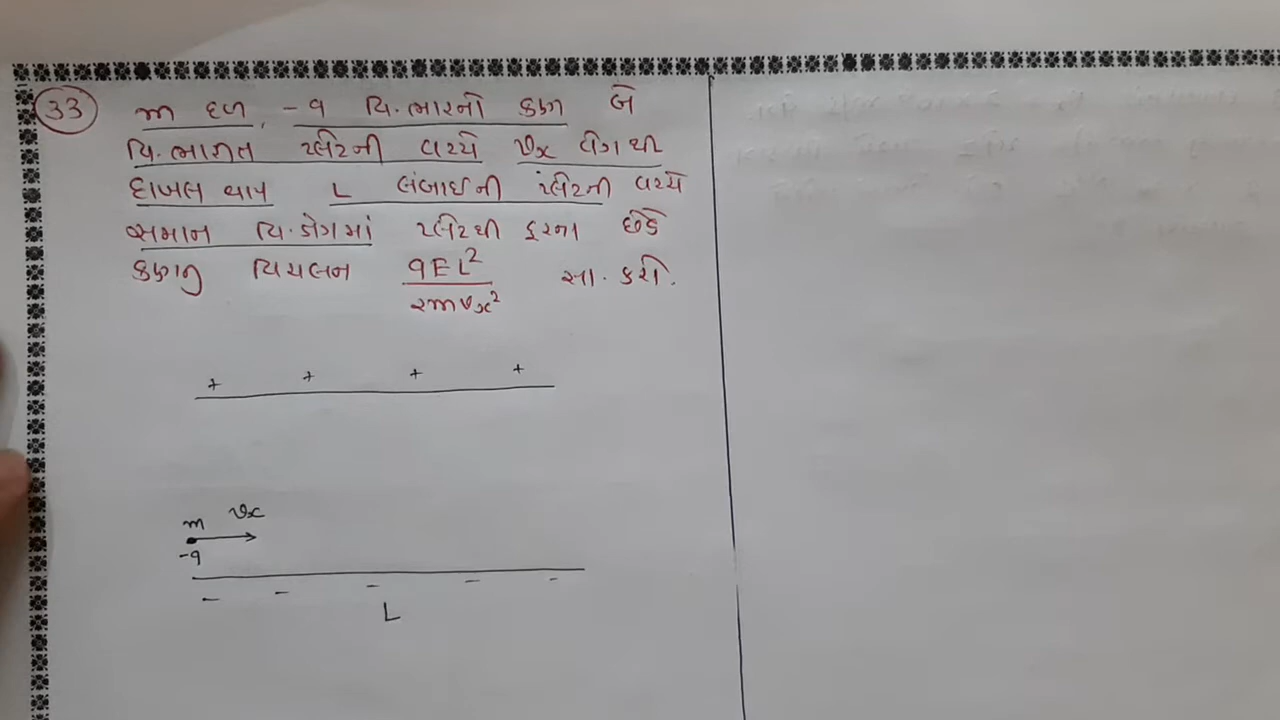 33
m દળ, -q વિ.ભારનો કણ બે
વિ.ભારીત પ્લેટની વચ્ચે vx વેગથી
દાખલ થાય L લંબાઈની પ્લેટની વચ્ચે
સમાન વિ.ક્ષેત્રમાં પ્લેટથી દૂરના છેડે
કણનુ વિચલન qEL²/2mvx² સા. કરો.
+ + + +
m vx
-q
- - - - -
L